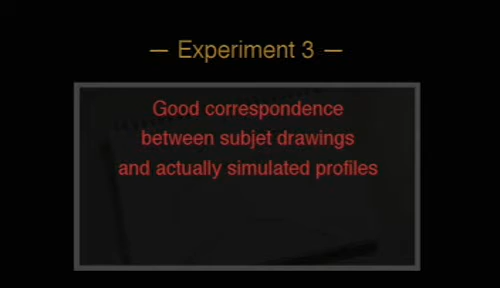 — Experiment 3 —
Good correspondence
between subjet drawings
and actually simulated profiles